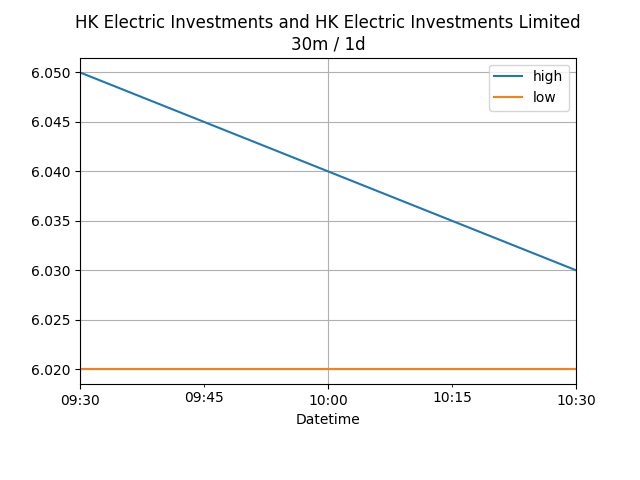 HK Electric Investments and HK Electric Investments Limited
30m / 1d
high
low
6.050
6.045
6.040
6.035
6.030
6.025
6.020
09:30
09:45
10:00
10:15
10:30
Datetime